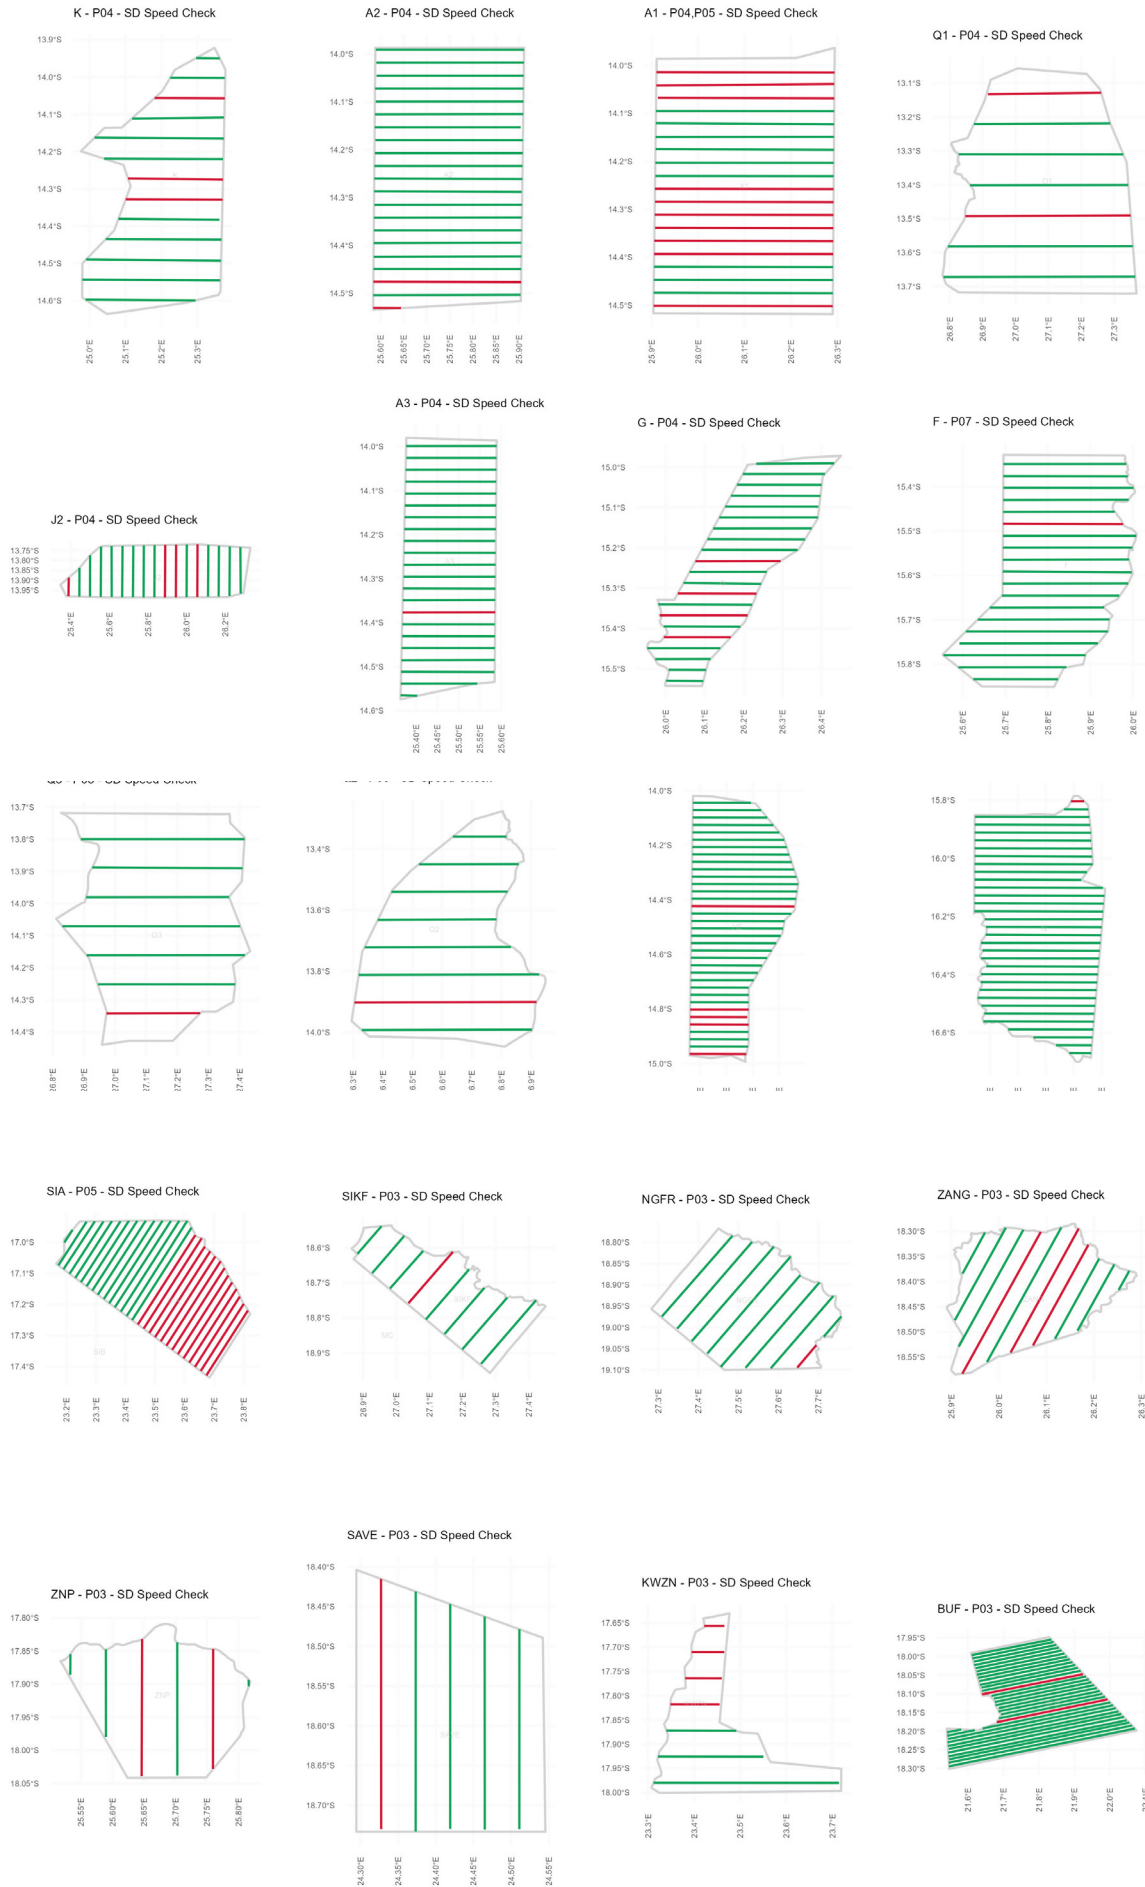 K - P04 - SD Speed Check
13.9°S
14.0°S
14.1°S
14.2°S
14.3°S
14.4°S
14.5°S
14.6°S
K
25.0°E
25.1°E
25.2°E
25.3°E
A2 - P04 - SD Speed Check
14.0°S
14.1°S
14.2°S
14.3°S
14.4°S
14.5°S
A2
25.60°E
25.65°E
25.70°E
25.75°E
25.80°E
25.85°E
25.90°E
A1 - P04,P05 - SD Speed Check
14.0°S
14.1°S
14.2°S
14.3°S
14.4°S
14.5°S
25.9°E
26.0°E
26.1°E
26.2°E
26.3°E
Q1 - P04 - SD Speed Check
13.1°S
13.2°S
13.3°S
13.4°S
13.5°S
13.6°S
13.7°S
Q1
26.8°E
26.9°E
27.0°E
27.1°E
27.2°E
27.3°E
J2 - P04 - SD Speed Check
13.75°S
13.80°S
13.85°S
13.90°S
13.95°S
25.4°E
25.6°E
25.8°E
26.0°E
26.2°E
A3 - P04 - SD Speed Check
14.0°S
14.1°S
14.2°S
14.3°S
14.4°S
14.5°S
14.6°S
A3
25.40°E
25.45°E
25.50°E
25.55°E
25.60°E
G - P04 - SD Speed Check
15.0°S
15.1°S
15.2°S
15.3°S
15.4°S
15.5°S
26.0°E
26.1°E
26.2°E
26.3°E
26.4°E
F - P07 - SD Speed Check
15.4°S
15.5°S
15.6°S
15.7°S
15.8°S
25.6°E
25.7°E
25.8°E
25.9°E
26.0°E
13.7°S
13.8°S
13.9°S
14.0°S
14.1°S
14.2°S
14.3°S
14.4°S
Q3
26.8°E
26.9°E
27.0°E
27.1°E
27.2°E
27.3°E
27.4°E
13.4°S
13.6°S
13.8°S
14.0°S
Q2
6.3°E
6.4°E
6.5°E
6.6°E
6.7°E
6.8°E
6.9°E
14.0°S
14.2°S
14.4°S
14.6°S
14.8°S
15.0°S
15.8°S
16.0°S
16.2°S
16.4°S
16.6°S
SIA - P05 - SD Speed Check
17.0°S
17.1°S
17.2°S
17.3°S
17.4°S
SIB
23.2°E
23.3°E
23.4°E
23.5°E
23.6°E
23.7°E
23.8°E
SIKF - P03 - SD Speed Check
18.6°S
18.7°S
18.8°S
18.9°S
SIKF
26.9°E
27.0°E
27.1°E
27.2°E
27.3°E
27.4°E
NGFR - P03 - SD Speed Check
18.80°S
18.85°S
18.90°S
18.95°S
19.00°S
19.05°S
19.10°S
27.3°E
27.4°E
27.5°E
27.6°E
27.7°E
ZANG - P03 - SD Speed Check
18.30°S
18.35°S
18.40°S
18.45°S
18.50°S
18.55°S
25.9°E
26.0°E
26.1°E
26.2°E
26.3°E
ZNP - P03 - SD Speed Check
17.80°S
17.85°S
17.90°S
17.95°S
18.00°S
18.05°S
ZNP
25.55°E
25.60°E
25.65°E
25.70°E
25.75°E
25.80°E
SAVE - P03 - SD Speed Check
18.40°S
18.45°S
18.50°S
18.55°S
18.60°S
18.65°S
18.70°S
SAVE
24.30°E
24.35°E
24.40°E
24.45°E
24.50°E
24.55°E
KWZN - P03 - SD Speed Check
17.65°S
17.70°S
17.75°S
17.80°S
17.85°S
17.90°S
17.95°S
18.00°S
23.3°E
23.4°E
23.5°E
23.6°E
23.7°E
BUF - P03 - SD Speed Check
17.95°S
18.00°S
18.05°S
18.10°S
18.15°S
18.20°S
18.25°S
18.30°S
21.6°E
21.7°E
21.8°E
21.9°E
22.0°E